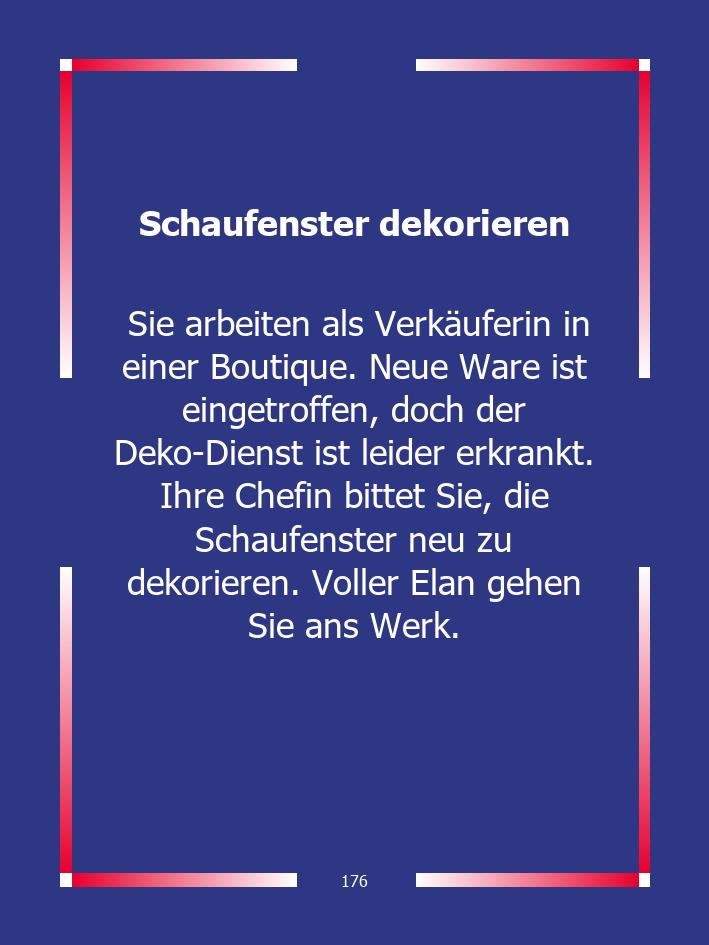 Schaufenster dekorieren
Sie arbeiten als Verkäuferin in
einer Boutique. Neue Ware ist
eingetroffen, doch der
Deko-Dienst ist leider erkrankt.
Ihre Chefin bittet Sie, die
Schaufenster neu zu
dekorieren. Voller Elan gehen
Sie ans Werk.
176